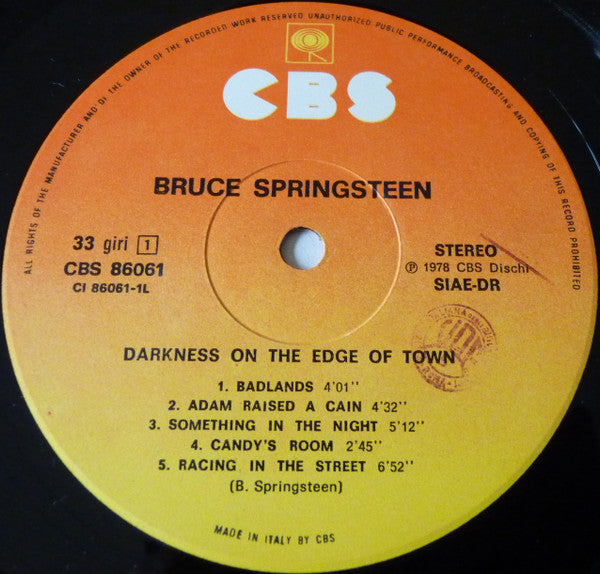 ALL RIGHTS OF THE MANUFACTURER AND OF THE OWNER OF THE RECORDED WORK RESERVED UNAUTHORIZED PUBLIC PERFORMANCE BROADCASTING AND COPYING OF THIS RECORD PROHIBITED
CBS
BRUCE SPRINGSTEEN
33 giri 1
CBS 86061
CI 86061-1L
STEREO
℗ 1978 CBS Dischi
SIAE-DR
DARKNESS ON THE EDGE OF TOWN
1. BADLANDS 4'01''
2. ADAM RAISED A CAIN 4'32''
3. SOMETHING IN THE NIGHT 5'12''
4. CANDY'S ROOM 2'45''
5. RACING IN THE STREET 6'52''
(B. Springsteen)
MADE IN ITALY BY CBS